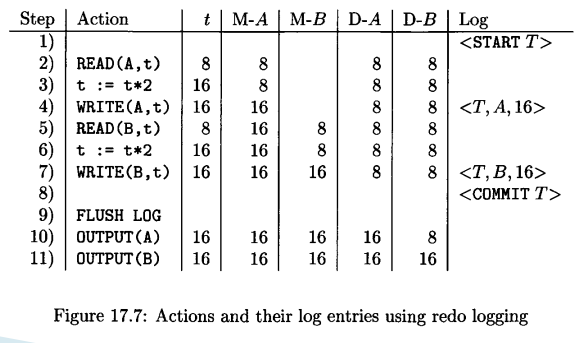 Step Action t M-A M-B D-A D-B Log
1) <START T>
2) READ(A,t) 8 8 8 8
3) t := t*2 16 8 8 8
4) WRITE(A,t) 16 16 8 8 <T, A, 16>
5) READ(B,t) 8 16 8 8 8
6) t := t*2 16 16 8 8 8
7) WRITE(B,t) 16 16 16 8 8 <T, B, 16>
8) <COMMIT T>
9) FLUSH LOG
10) OUTPUT(A) 16 16 16 16 8
11) OUTPUT(B) 16 16 16 16 16
Figure 17.7: Actions and their log entries using redo logging